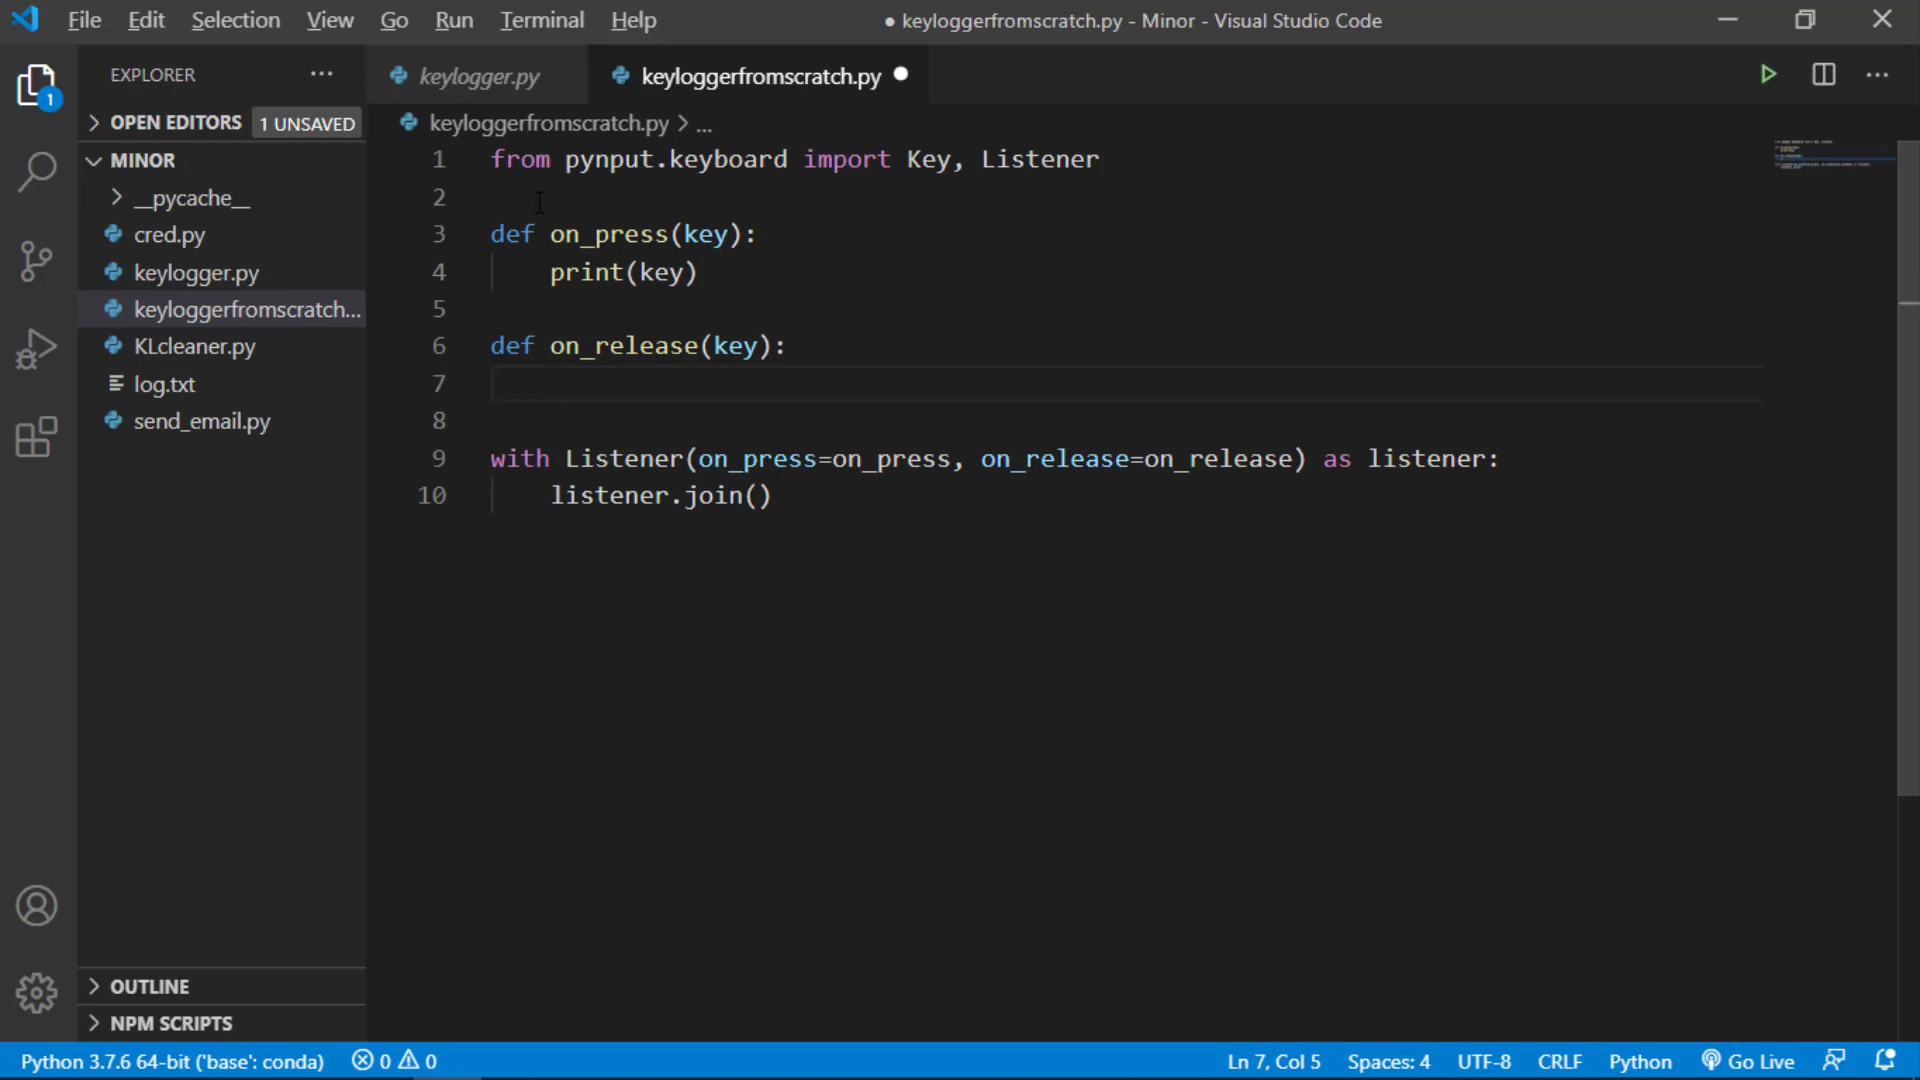 File Edit Selection View Go Run Terminal Help ● keyloggerfromscratch.py - Minor - Visual Studio Code
EXPLORER ...
keylogger.py keyloggerfromscratch.py ●
OPEN EDITORS 1 UNSAVED
keyloggerfromscratch.py > ...
1
MINOR
__pycache__
cred.py
keylogger.py
keyloggerfromscratch...
KLcleaner.py
log.txt
send_email.py
1 from pynput.keyboard import Key, Listener
2
3 def on_press(key):
4 print(key)
5
6 def on_release(key):
7
8
9 with Listener(on_press=on_press, on_release=on_release) as listener:
10 listener.join()
OUTLINE
NPM SCRIPTS
Python 3.7.6 64-bit ('base': conda) 0 0 Ln 7, Col 5 Spaces: 4 UTF-8 CRLF Python Go Live